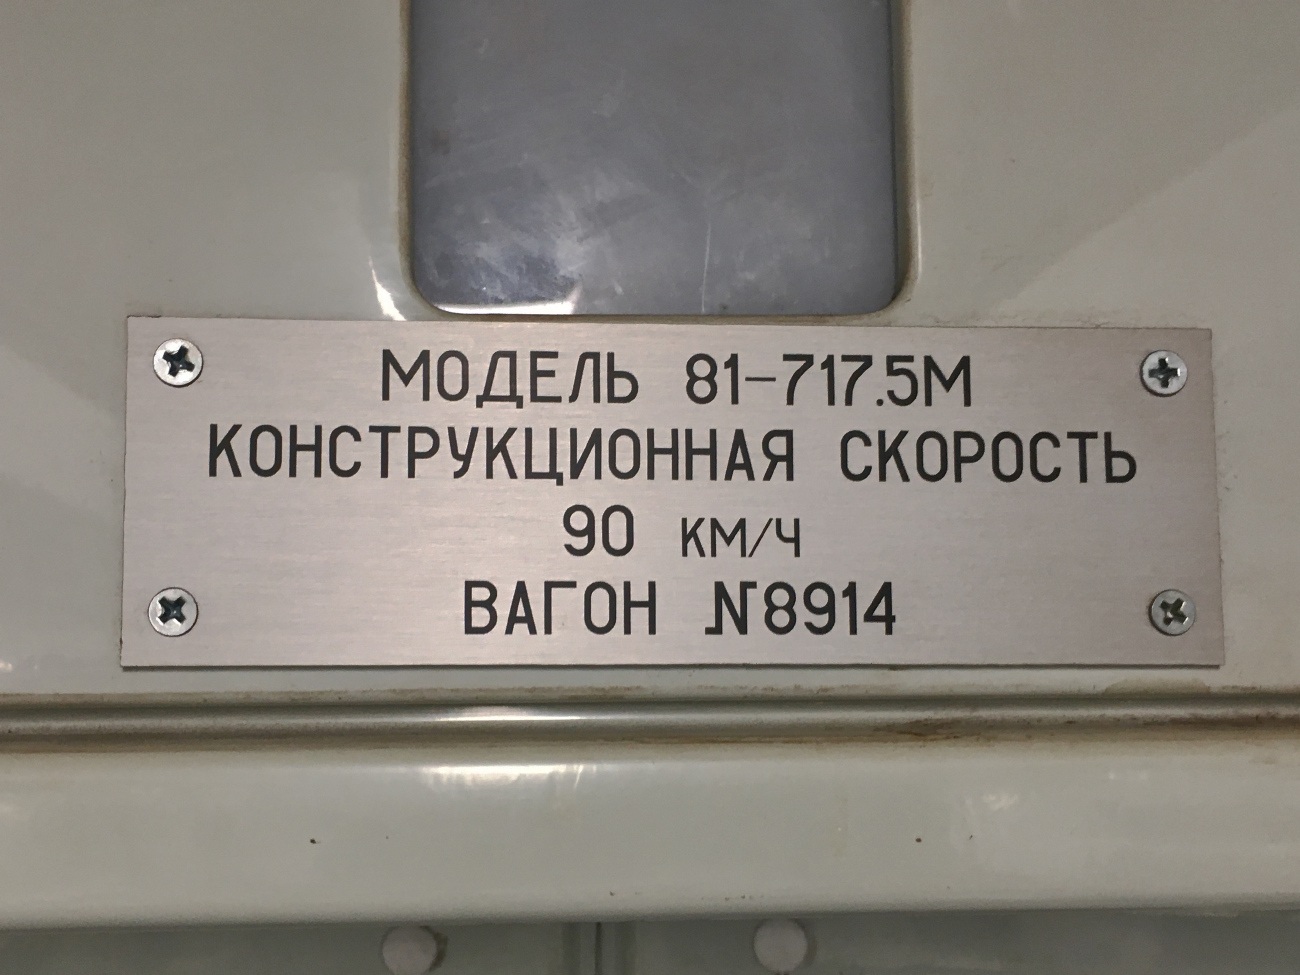 МОДЕЛЬ 81-717.5М
КОНСТРУКЦИОННАЯ СКОРОСТЬ
90 КМ/Ч
ВАГОН №8914